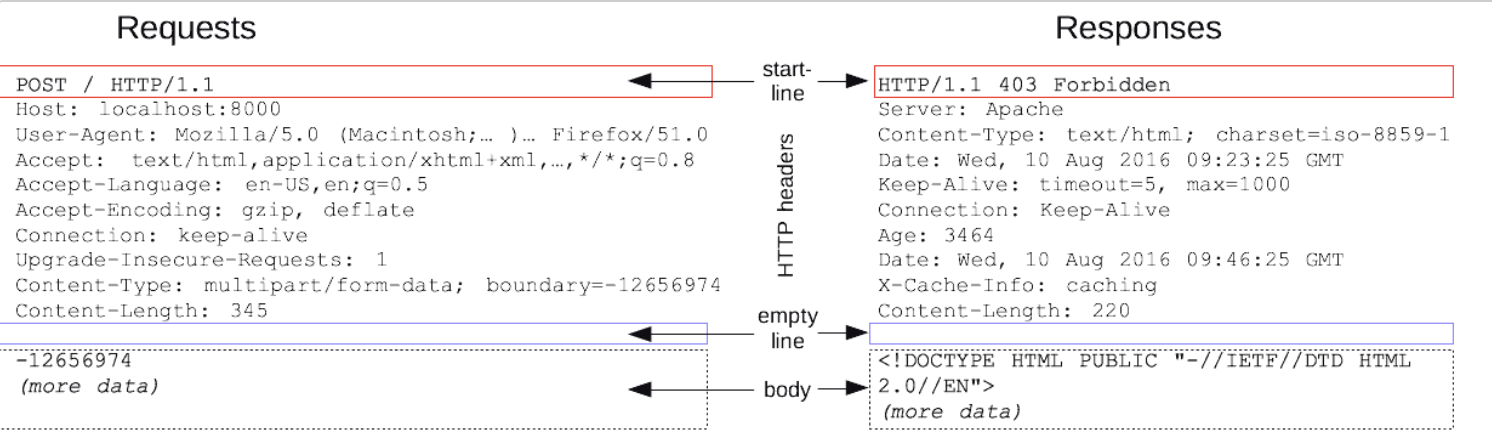 Requests
POST / HTTP/1.1
Host: localhost:8000
User-Agent: Mozilla/5.0 (Macintosh;… )… Firefox/51.0
Accept: text/html,application/xhtml+xml,…,*/*;q=0.8
Accept-Language: en-US,en;q=0.5
Accept-Encoding: gzip, deflate
Connection: keep-alive
Upgrade-Insecure-Requests: 1
Content-Type: multipart/form-data; boundary=-12656974
Content-Length: 345
-12656974
(more data)
start-
line
HTTP headers
empty
line
body
Responses
HTTP/1.1 403 Forbidden
Server: Apache
Content-Type: text/html; charset=iso-8859-1
Date: Wed, 10 Aug 2016 09:23:25 GMT
Keep-Alive: timeout=5, max=1000
Connection: Keep-Alive
Age: 3464
Date: Wed, 10 Aug 2016 09:46:25 GMT
X-Cache-Info: caching
Content-Length: 220
<!DOCTYPE HTML PUBLIC "-//IETF//DTD HTML
2.0//EN">
(more data)